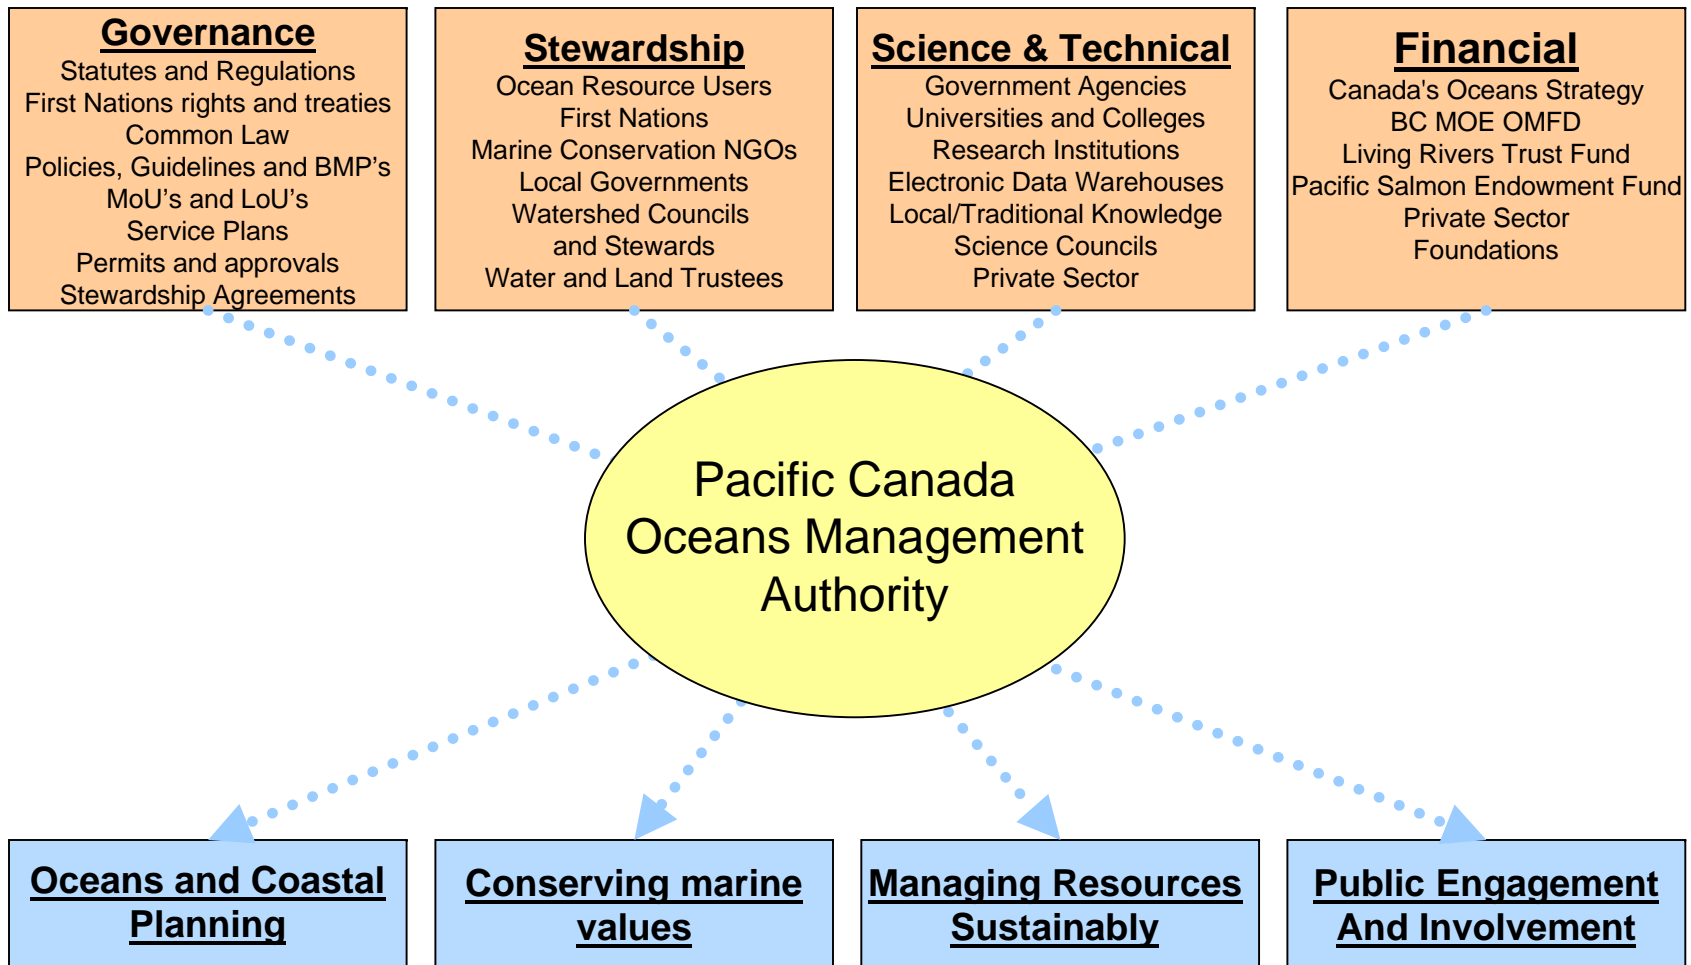 Governance
Statutes and Regulations
First Nations rights and treaties
Common Law
Policies, Guidelines and BMP’s
MoU’s and LoU’s
Service Plans
Permits and approvals
Stewardship Agreements
Stewardship
Ocean Resource Users
First Nations
Marine Conservation NGOs
Local Governments
Watershed Councils
and Stewards
Water and Land Trustees
Science & Technical
Government Agencies
Universities and Colleges
Research Institutions
Electronic Data Warehouses
Local/Traditional Knowledge
Science Councils
Private Sector
Financial
Canada's Oceans Strategy
BC MOE OMFD
Living Rivers Trust Fund
Pacific Salmon Endowment Fund
Private Sector
Foundations
Pacific Canada
Oceans Management
Authority
Oceans and Coastal
Planning
Conserving marine
values
Managing Resources
Sustainably
Public Engagement
And Involvement